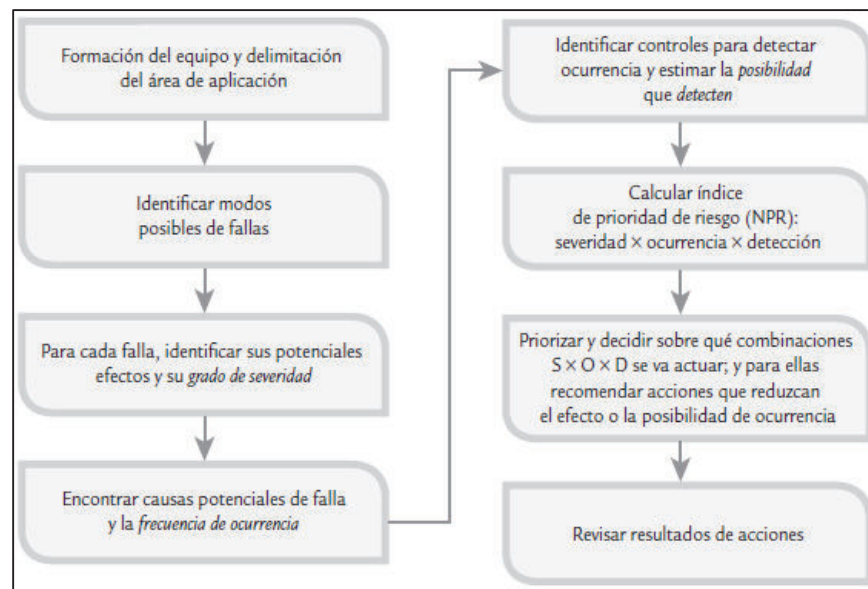 Formación del equipo y delimitación
del área de aplicación
Identificar modos
posibles de fallas
Para cada falla, identificar sus potenciales
efectos y su grado de severidad
Encontrar causas potenciales de falla
y la frecuencia de ocurrencia
Identificar controles para detectar
ocurrencia y estimar la posibilidad
que detecten
Calcular índice
de prioridad de riesgo (NPR):
severidad × ocurrencia × detección
Priorizar y decidir sobre qué combinaciones
S × O × D se va actuar; y para ellas
recomendar acciones que reduzcan
el efecto o la posibilidad de ocurrencia
Revisar resultados de acciones